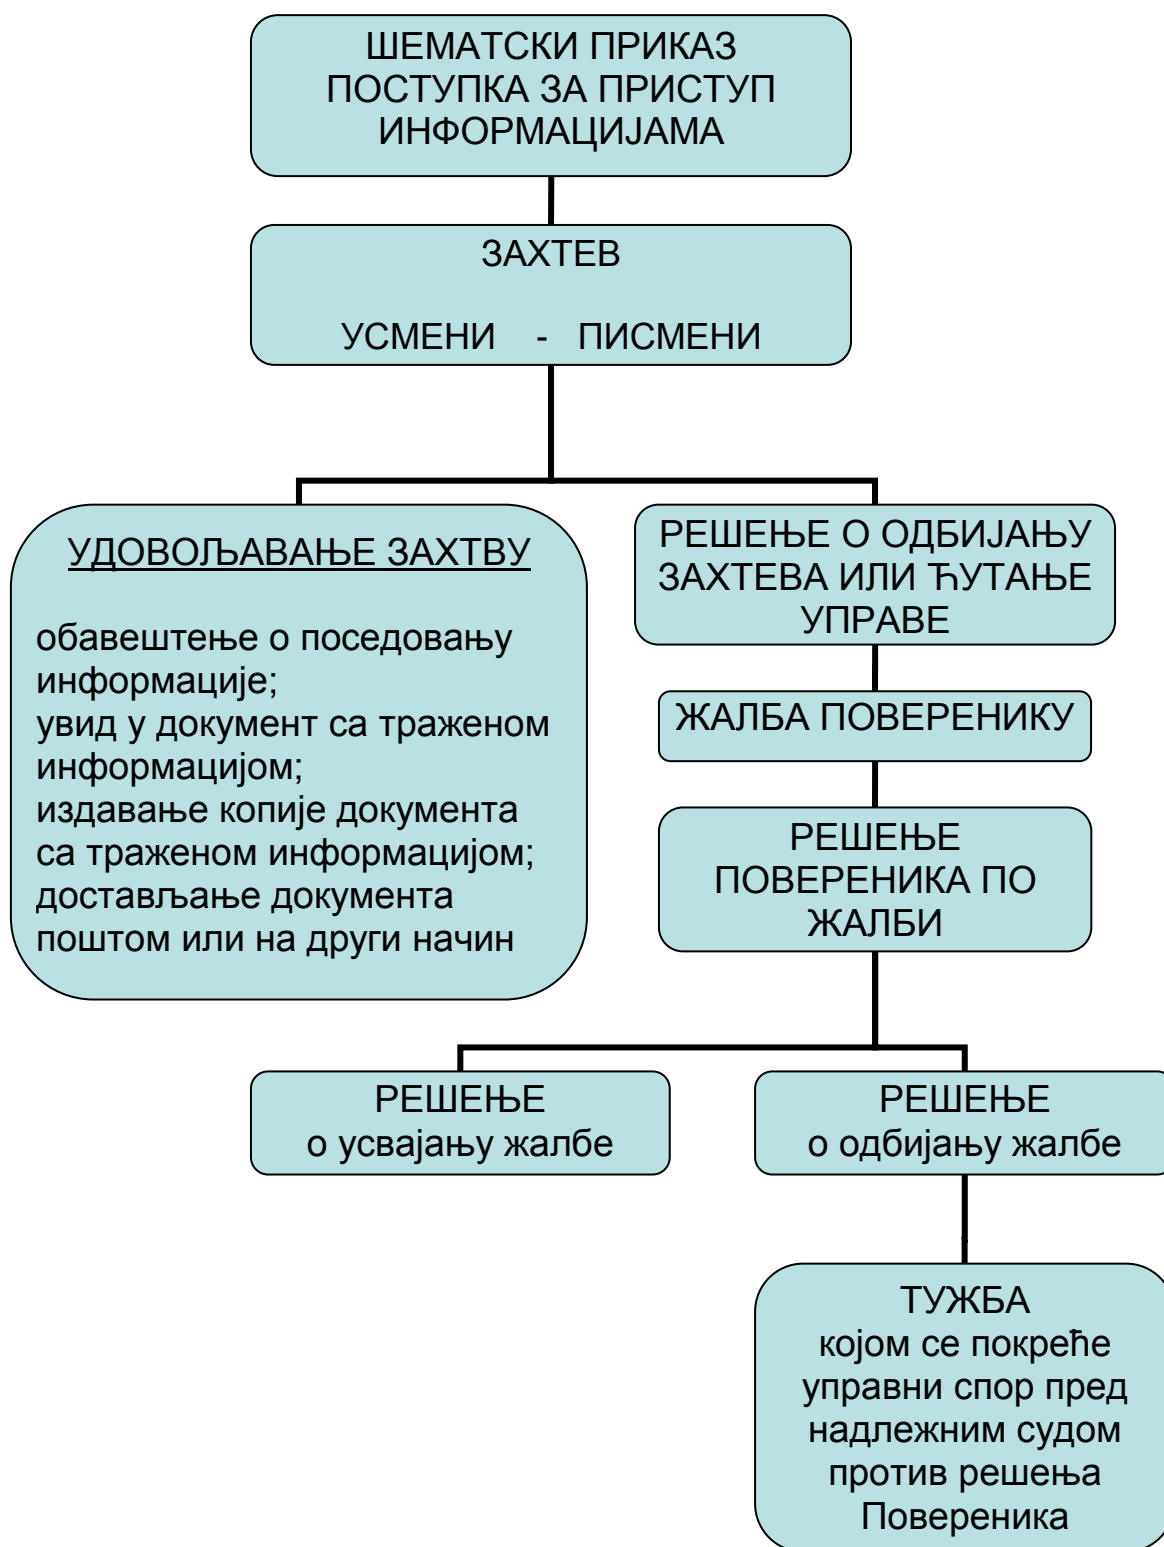 ШЕМАТСКИ ПРИКАЗ
ПОСТУПКА ЗА ПРИСТУП
ИНФОРМАЦИЈАМА
ЗАХТЕВ
УСМЕНИ - ПИСМЕНИ
УДОВОЉАВАЊЕ ЗАХТВУ
обавештење о поседовању
информације;
увид у документ са траженом
информацијом;
издавање копије документа
са траженом информацијом;
достављање документа
поштом или на други начин
РЕШЕЊЕ О ОДБИЈАЊУ
ЗАХТЕВА ИЛИ ЋУТАЊЕ
УПРАВЕ
ЖАЛБА ПОВЕРЕНИКУ
РЕШЕЊЕ
ПОВЕРЕНИКА ПО
ЖАЛБИ
РЕШЕЊЕ
о усвајању жалбе
РЕШЕЊЕ
о одбијању жалбе
ТУЖБА
којом се покреће
управни спор пред
надлежним судом
против решења
Повереника